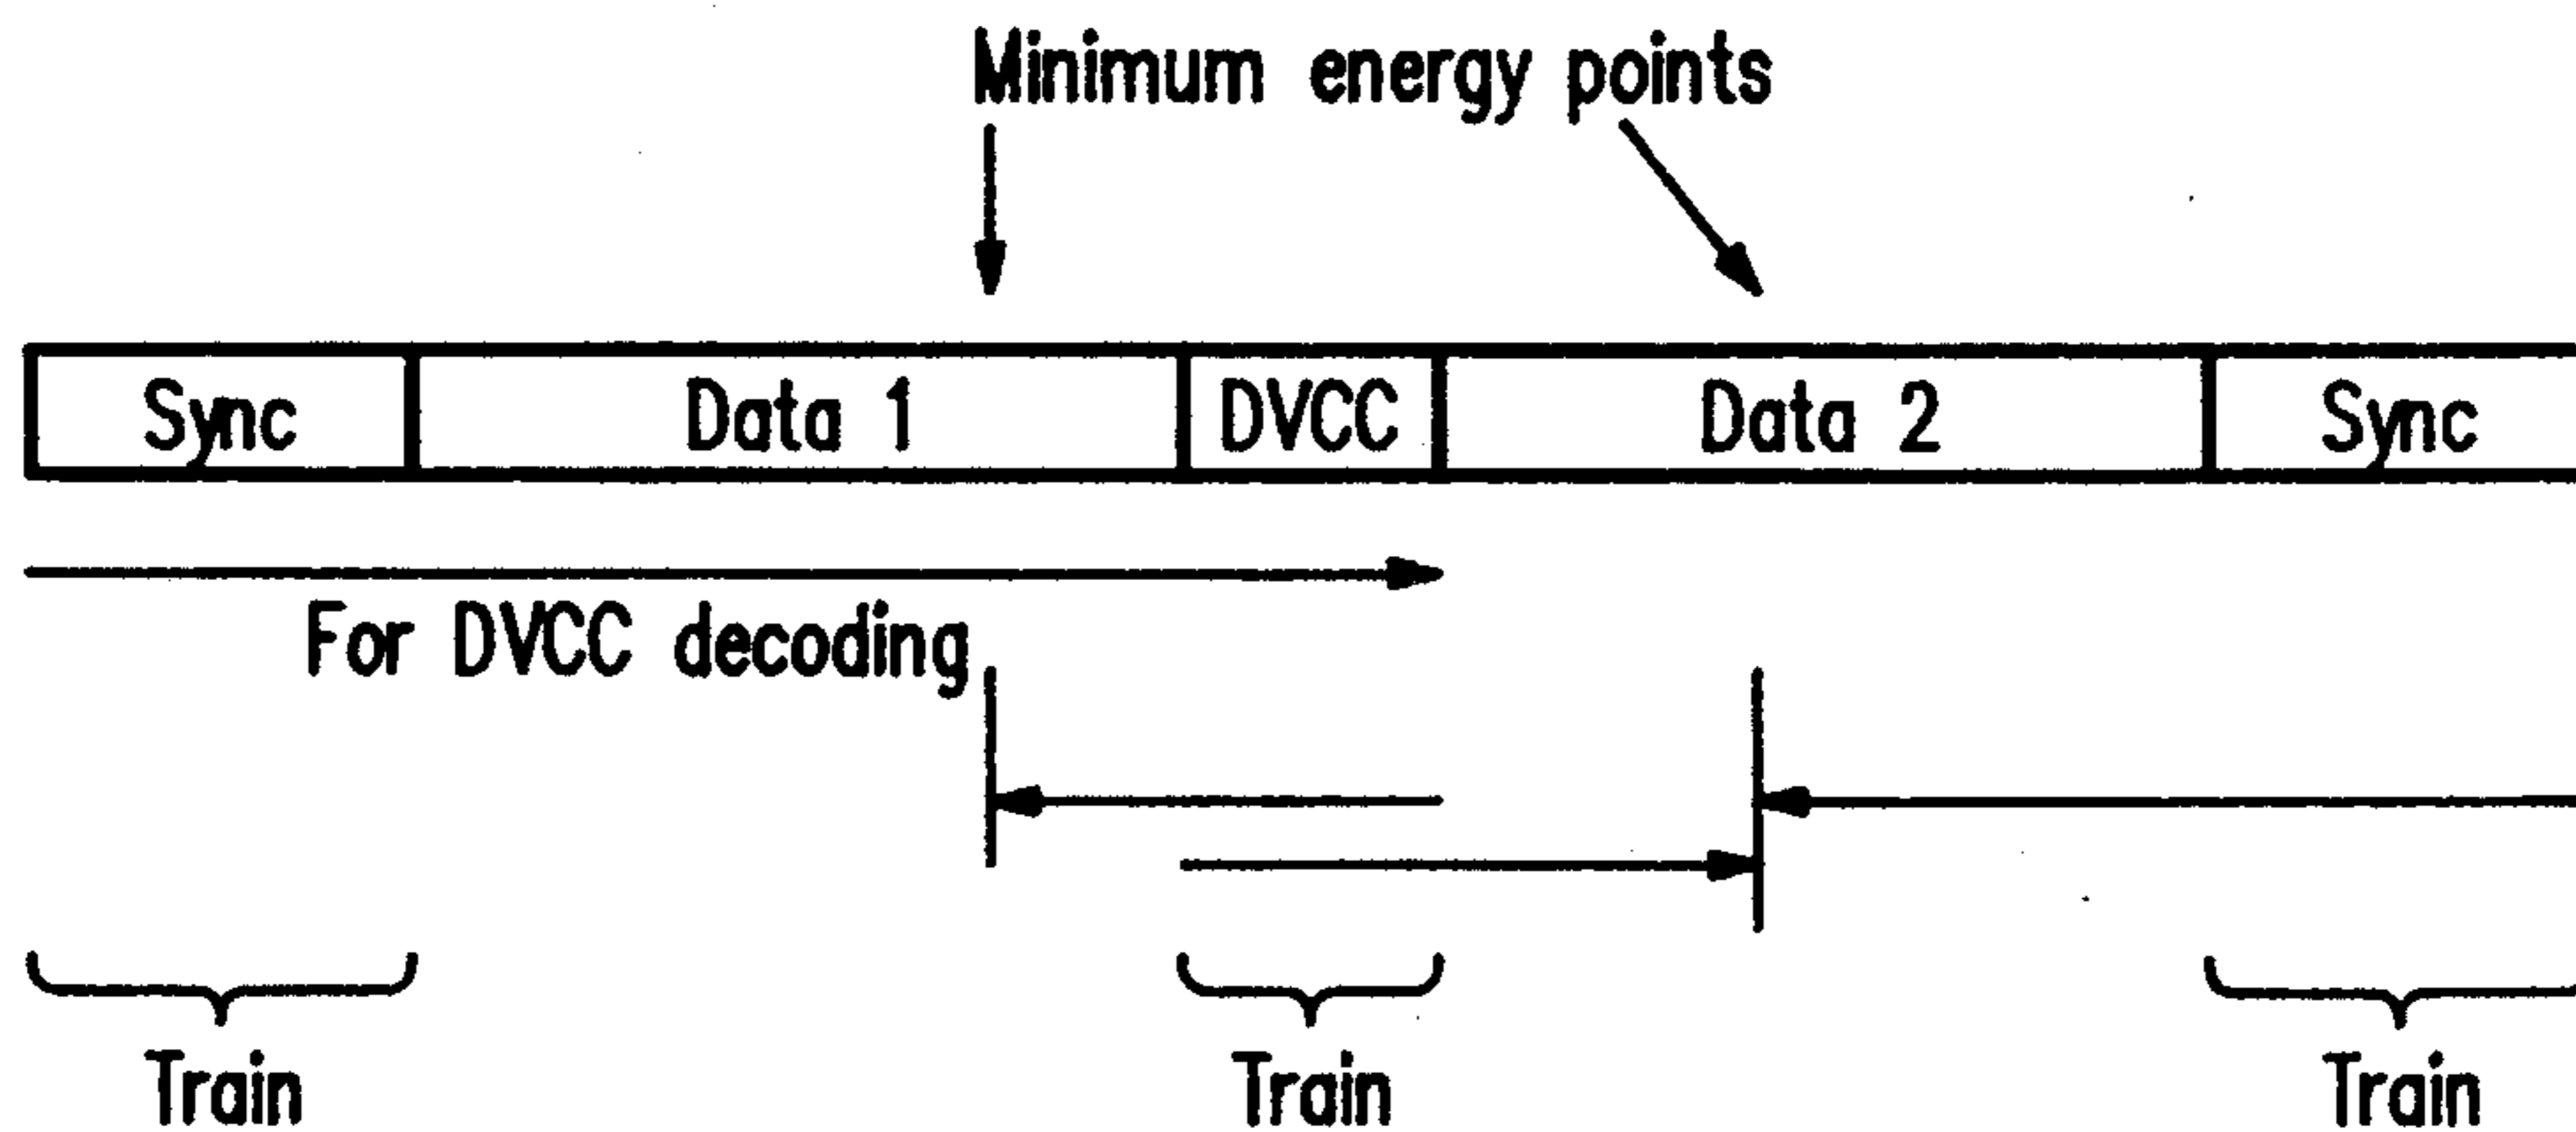 Minimum energy points
Sync Data 1 DVCC Data 2 Sync
For DVCC decoding
Train Train Train